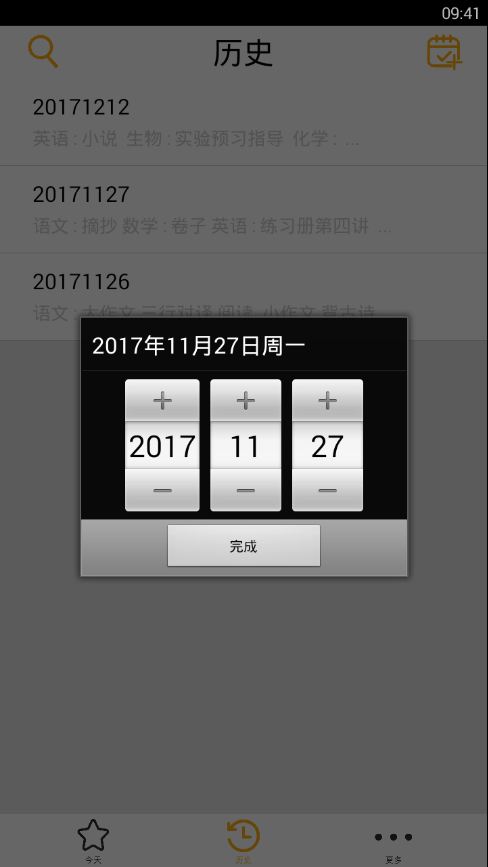 09:41
历史
20171212
英语 : 小说 生物 : 实验预习指导 化学 : ...
20171127
语文 : 摘抄 数学 : 卷子 英语 : 练习册第四讲 ...
20171126
语文 : 大作文 三行对译 阅读 小作文 背古诗
2017年11月27日周一
2017 11 27
完成
今天 历史 更多